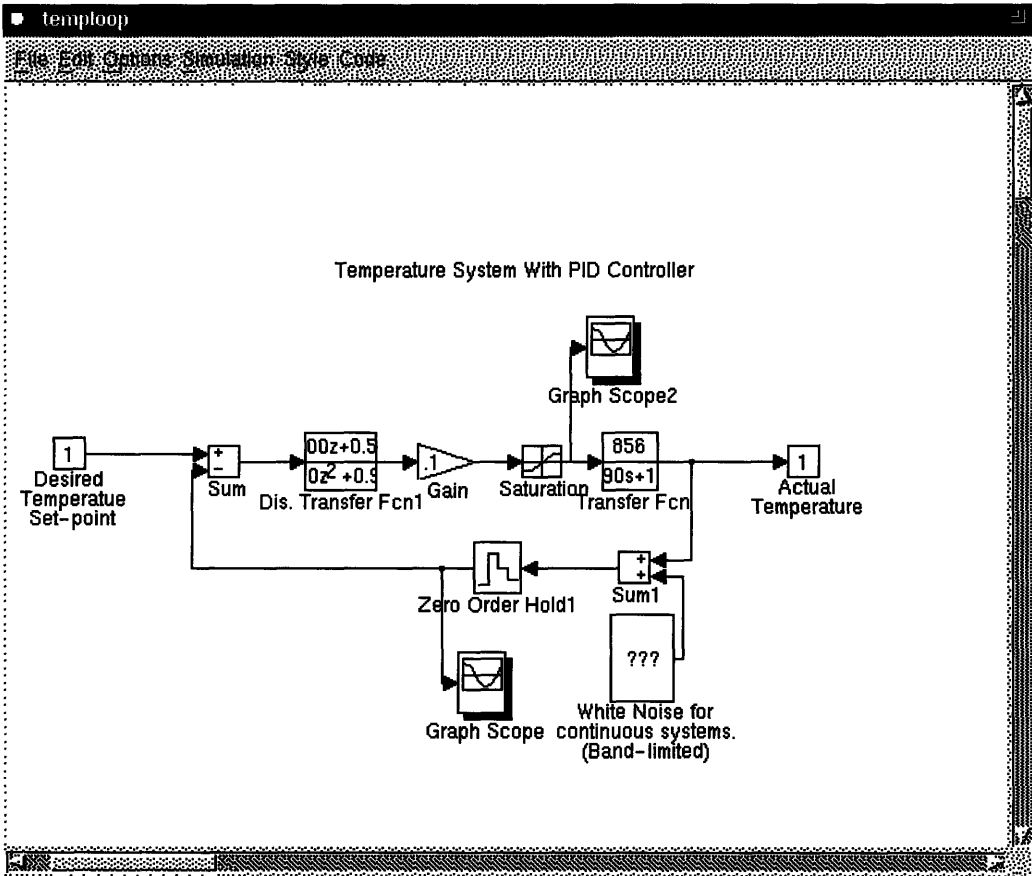 temploop
File Edit Options Simulation Style Code
Temperature System With PID Controller
Graph Scope2
1
Desired
Temperatue
Set-point
+
-
Sum
00z+0.5
0z2 +0.9
Dis. Transfer Fcn1
.1
Gain
Saturation
856
90s+1
Transfer Fcn
1
Actual
Temperature
Zero Order Hold1
+
+
Sum1
Graph Scope
???
White Noise for
continuous systems.
(Band-limited)